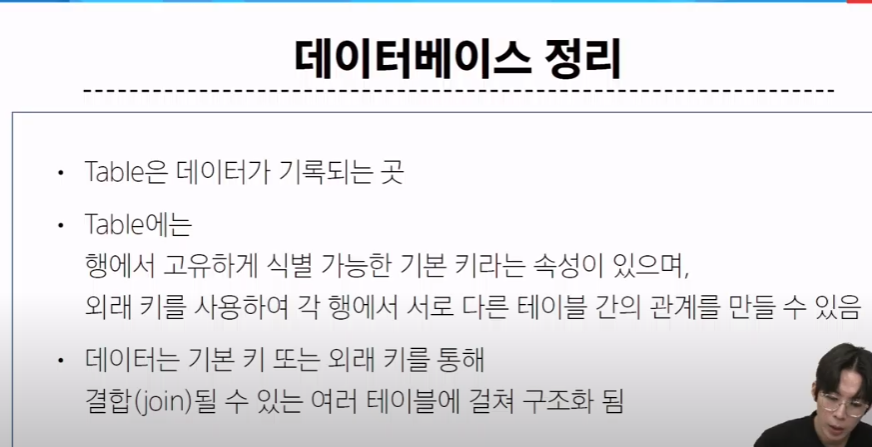 데이터베이스 정리
• Table은 데이터가 기록되는 곳
• Table에는
행에서 고유하게 식별 가능한 기본 키라는 속성이 있으며,
외래 키를 사용하여 각 행에서 서로 다른 테이블 간의 관계를 만들 수 있음
• 데이터는 기본 키 또는 외래 키를 통해
결합(join)될 수 있는 여러 테이블에 걸쳐 구조화 됨